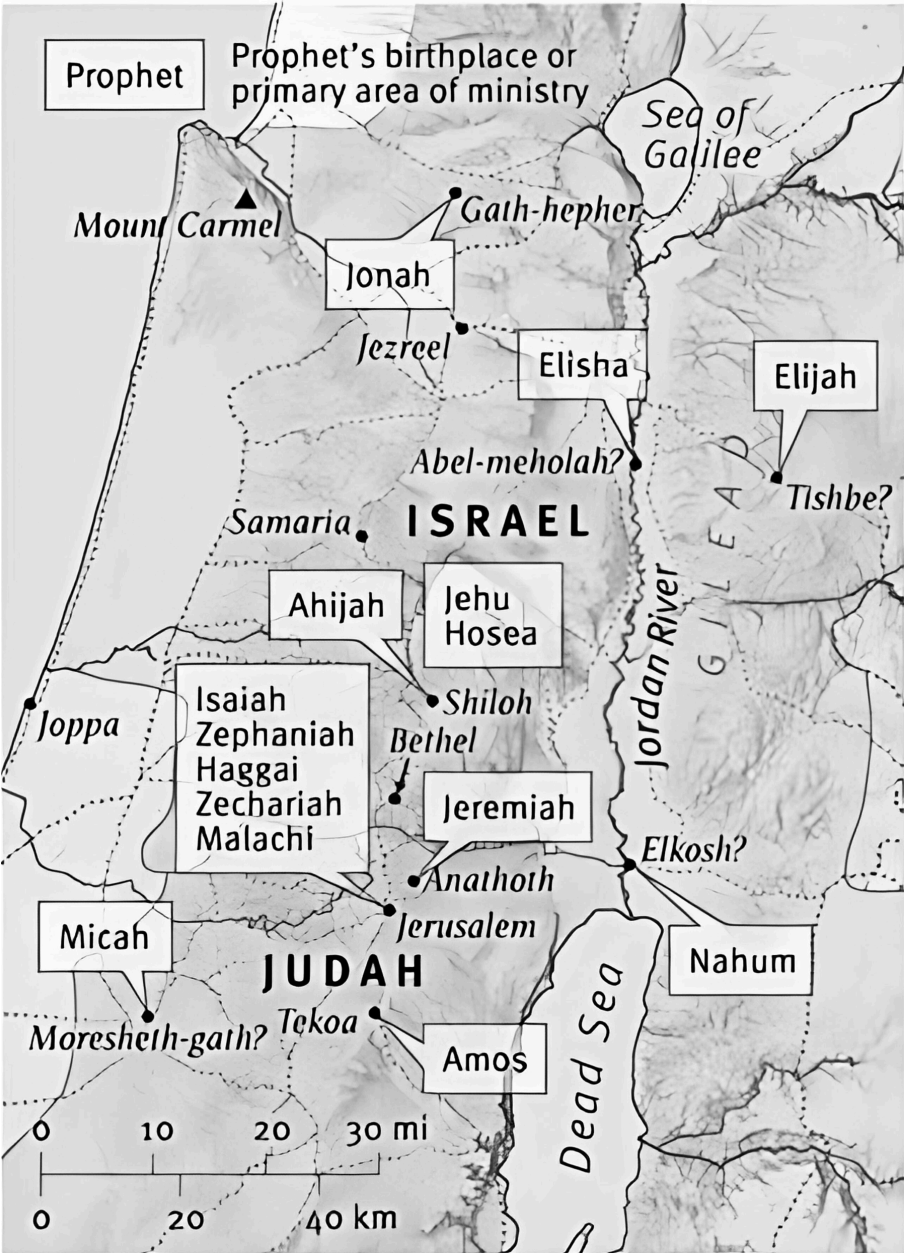 Prophet
Prophet's birthplace or
primary area of ministry
Sea of
Galilee
Mount Carmel
Gath-hepher
Jonah
Jezreel
Elisha
Elijah
Abel-meholah?
Tishbe?
Samaria
ISRAEL
GILEAD
Ahijah
Jehu
Hosea
Jordan River
Shiloh
Joppa
Isaiah
Zephaniah
Haggai
Zechariah
Malachi
Bethel
Jeremiah
Elkosh?
Anathoth
Jerusalem
Micah
Nahum
JUDAH
Moresheth-gath?
Tekoa
Amos
Dead Sea
0 10 20 30 mi
0 20 40 km